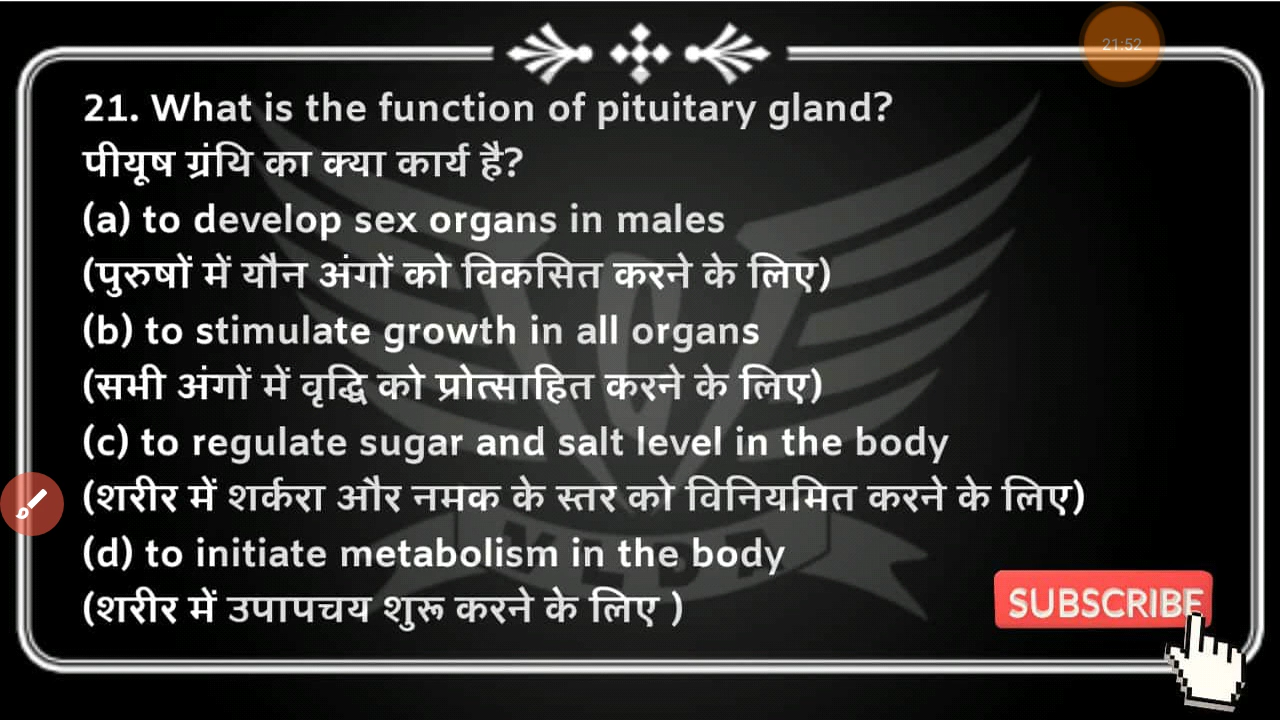 21:52
21. What is the function of pituitary gland?
पीयूष ग्रंथि का क्या कार्य है?
(a) to develop sex organs in males
(पुरुषों में यौन अंगों को विकसित करने के लिए)
(b) to stimulate growth in all organs
(सभी अंगों में वृद्धि को प्रोत्साहित करने के लिए)
(c) to regulate sugar and salt level in the body
(शरीर में शर्करा और नमक के स्तर को विनियमित करने के लिए)
(d) to initiate metabolism in the body
(शरीर में उपापचय शुरू करने के लिए )
SUBSCRIBE